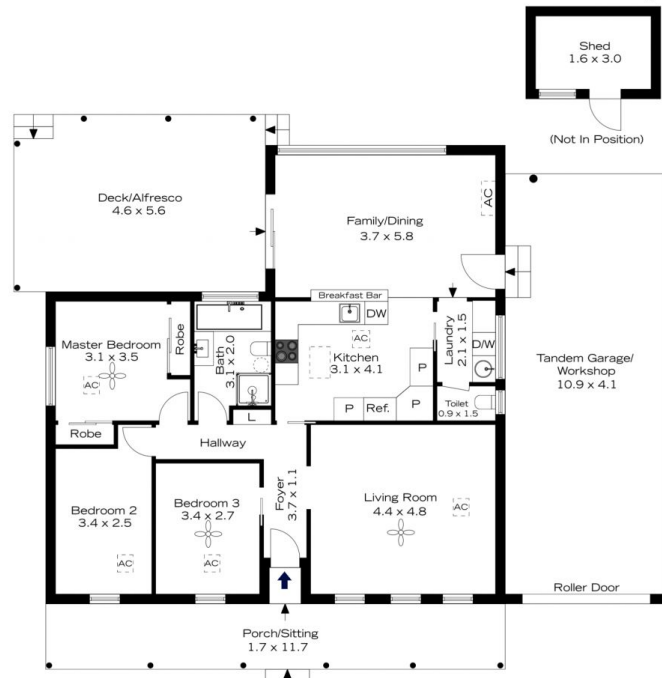 Shed
1.6 x 3.0
(Not In Position)
Deck/Alfresco
4.6 x 5.6
AC
Family/Dining
3.7 x 5.8
Breakfast Bar
DW
Master Bedroom
3.1 x 3.5
AC
Robe
Bath
3.1 x 2.0
Kitchen
3.1 x 4.1
AC
Laundry
2.1 x 1.5
D/W
Tandem Garage/
Workshop
10.9 x 4.1
P
P
Ref.
P
Toilet
0.9 x 1.5
Robe
L
Hallway
Bedroom 2
3.4 x 2.5
AC
Bedroom 3
3.4 x 2.7
AC
Foyer
3.7 x 1.1
Living Room
4.4 x 4.8
AC
Roller Door
Porch/Sitting
1.7 x 11.7